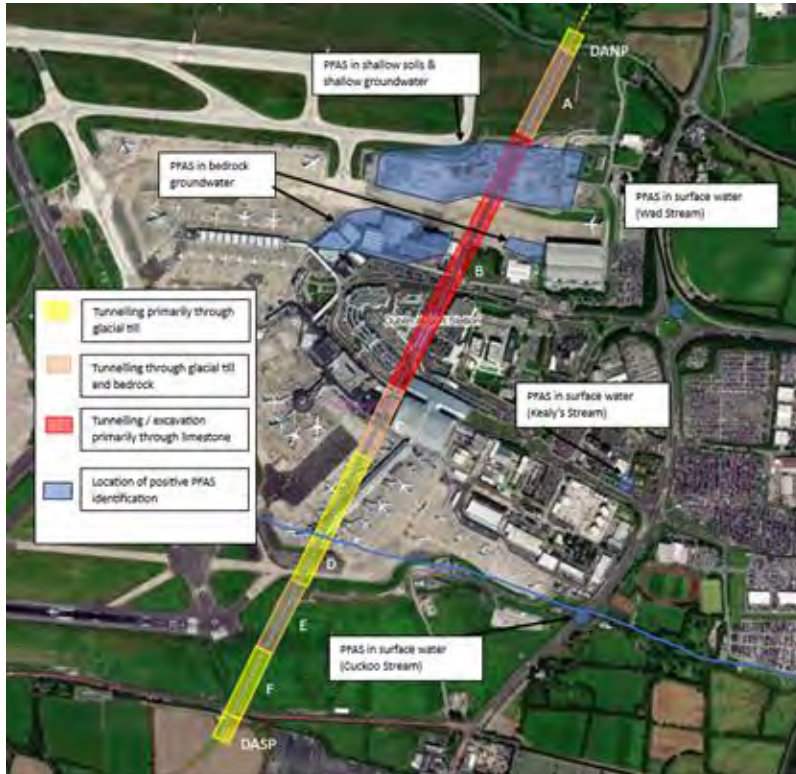 PFAS in shallow soils &
shallow groundwater
DANP
A
PFAS in bedrock
groundwater
PFAS in surface water
(Wad Stream)
B
Tunnelling primarily through
glacial till
Tunnelling through glacial till
and bedrock
Tunnelling / excavation
primarily through limestone
Location of positive PFAS
identification
Station
PFAS in surface water
(Kealy's Stream)
C
D
E
PFAS in surface water
(Cuckoo Stream)
F
DASP